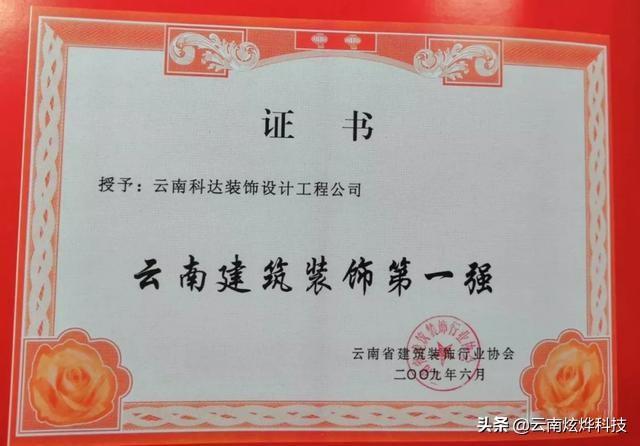 证书
授予：云南科达装饰设计工程公司
云南建筑装饰第一强
云南省建筑装饰行业协会
二〇〇九年六月
头条 @云南炫烨科技